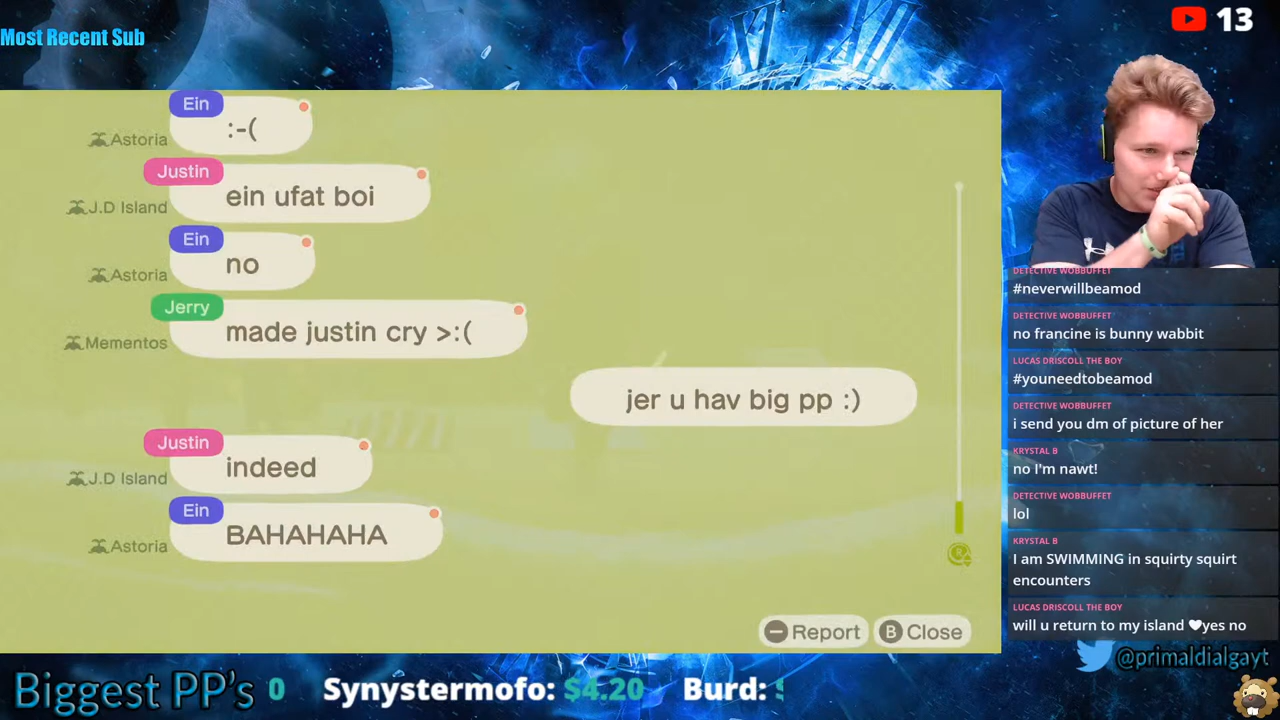 Most Recent Sub
13
Ein
:-(
Astoria
Justin
ein ufat boi
J.D Island
Ein
no
Astoria
Jerry
made justin cry >:(
Mementos
jer u hav big pp :)
Justin
indeed
J.D Island
Ein
BAHAHAHA
Astoria
R
− Report
B Close
DETECTIVE WOBBUFFET
#neverwillbeamod
DETECTIVE WOBBUFFET
no francine is bunny wabbit
LUCAS DRISCOLL THE BOY
#youneedtobeamod
DETECTIVE WOBBUFFET
i send you dm of picture of her
KRYSTAL B
no I'm nawt!
DETECTIVE WOBBUFFET
lol
KRYSTAL B
I am SWIMMING in squirty squirt
encounters
LUCAS DRISCOLL THE BOY
will u return to my island ❤yes no
@primaldialgayt
Biggest PP's 0 Synystermofo: $4.20 Burd: $